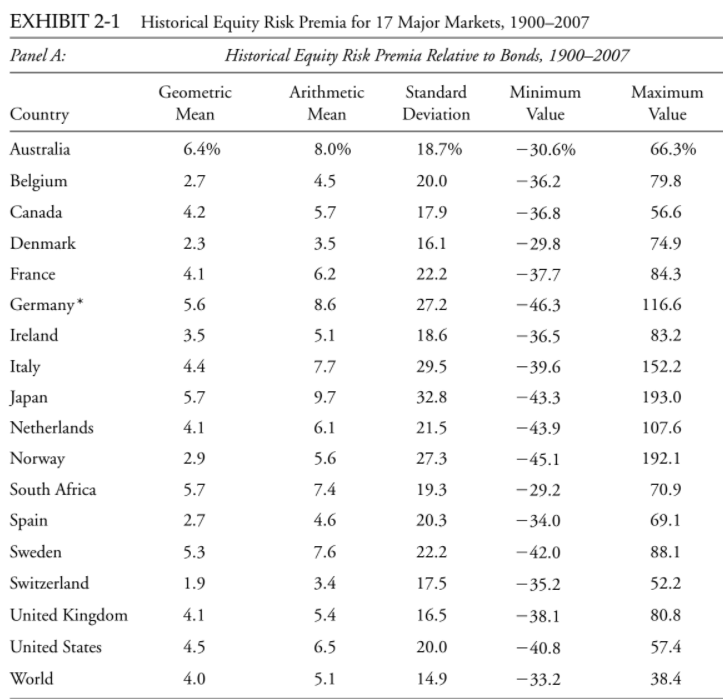 EXHIBIT 2-1 Historical Equity Risk Premia for 17 Major Markets, 1900–2007
Panel A: Historical Equity Risk Premia Relative to Bonds, 1900–2007
Geometric Arithmetic Standard Minimum Maximum
Country Mean Mean Deviation Value Value
Australia 6.4% 8.0% 18.7% −30.6% 66.3%
Belgium 2.7 4.5 20.0 −36.2 79.8
Canada 4.2 5.7 17.9 −36.8 56.6
Denmark 2.3 3.5 16.1 −29.8 74.9
France 4.1 6.2 22.2 −37.7 84.3
Germany* 5.6 8.6 27.2 −46.3 116.6
Ireland 3.5 5.1 18.6 −36.5 83.2
Italy 4.4 7.7 29.5 −39.6 152.2
Japan 5.7 9.7 32.8 −43.3 193.0
Netherlands 4.1 6.1 21.5 −43.9 107.6
Norway 2.9 5.6 27.3 −45.1 192.1
South Africa 5.7 7.4 19.3 −29.2 70.9
Spain 2.7 4.6 20.3 −34.0 69.1
Sweden 5.3 7.6 22.2 −42.0 88.1
Switzerland 1.9 3.4 17.5 −35.2 52.2
United Kingdom 4.1 5.4 16.5 −38.1 80.8
United States 4.5 6.5 20.0 −40.8 57.4
World 4.0 5.1 14.9 −33.2 38.4